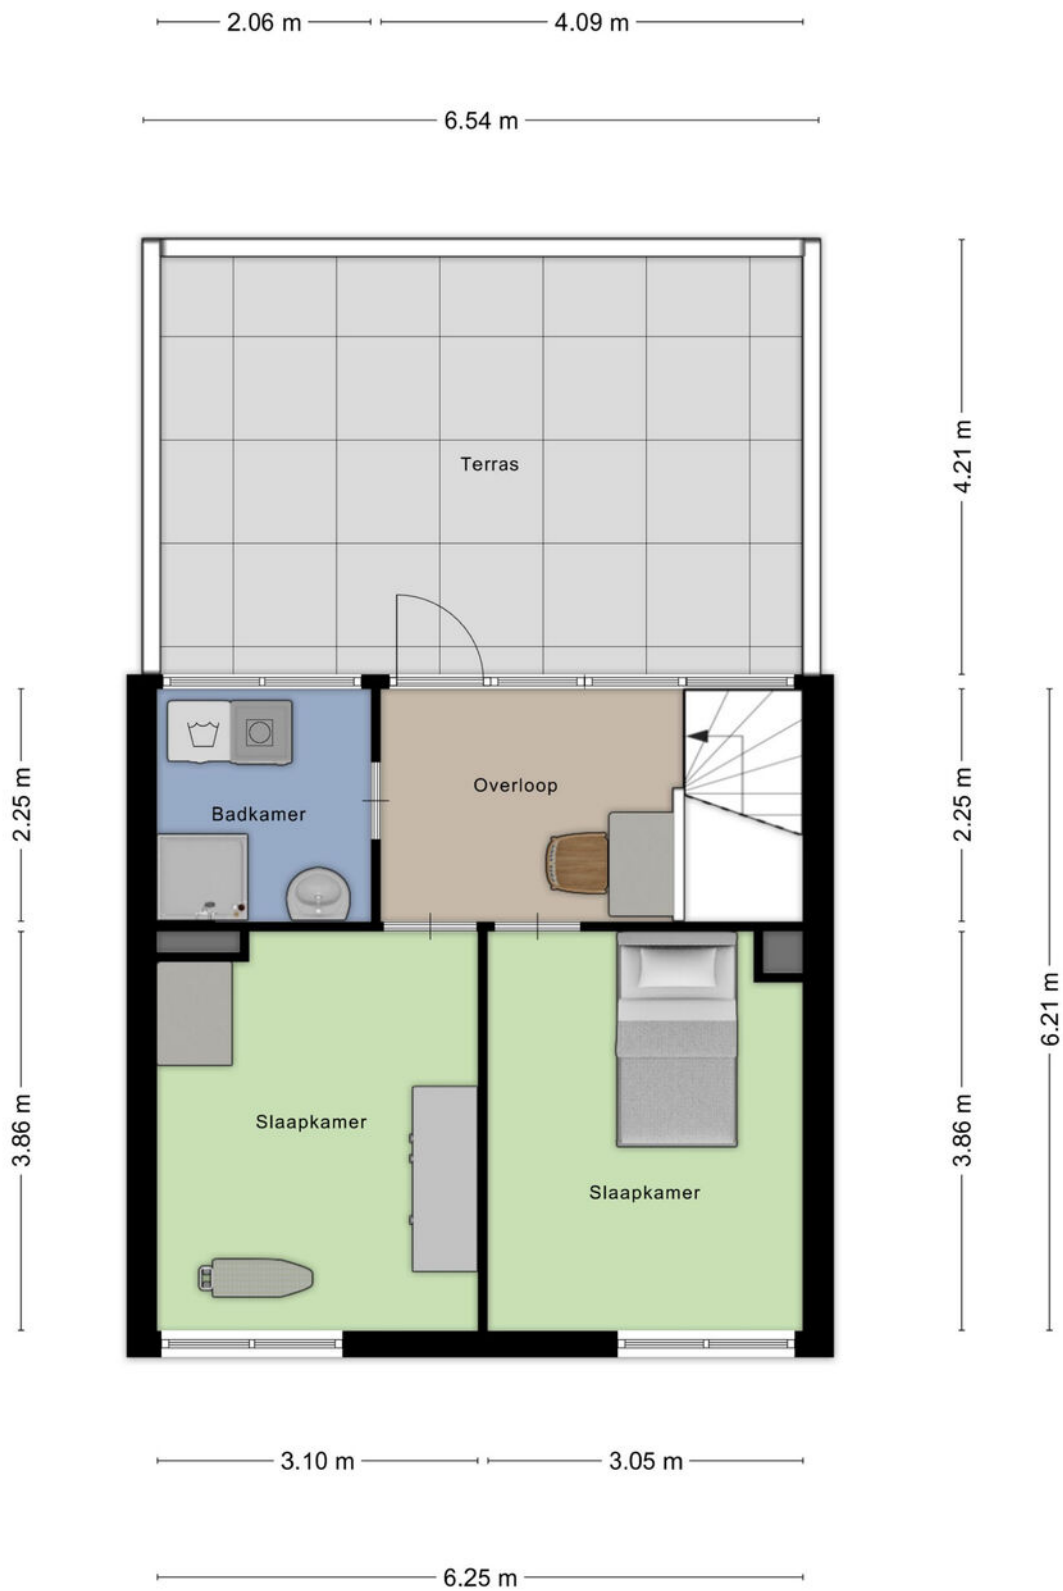 2.06 m
4.09 m
6.54 m
4.21 m
Terras
2.25 m
Overloop
Badkamer
2.25 m
6.21 m
3.86 m
Slaapkamer
3.86 m
Slaapkamer
3.10 m
3.05 m
6.25 m